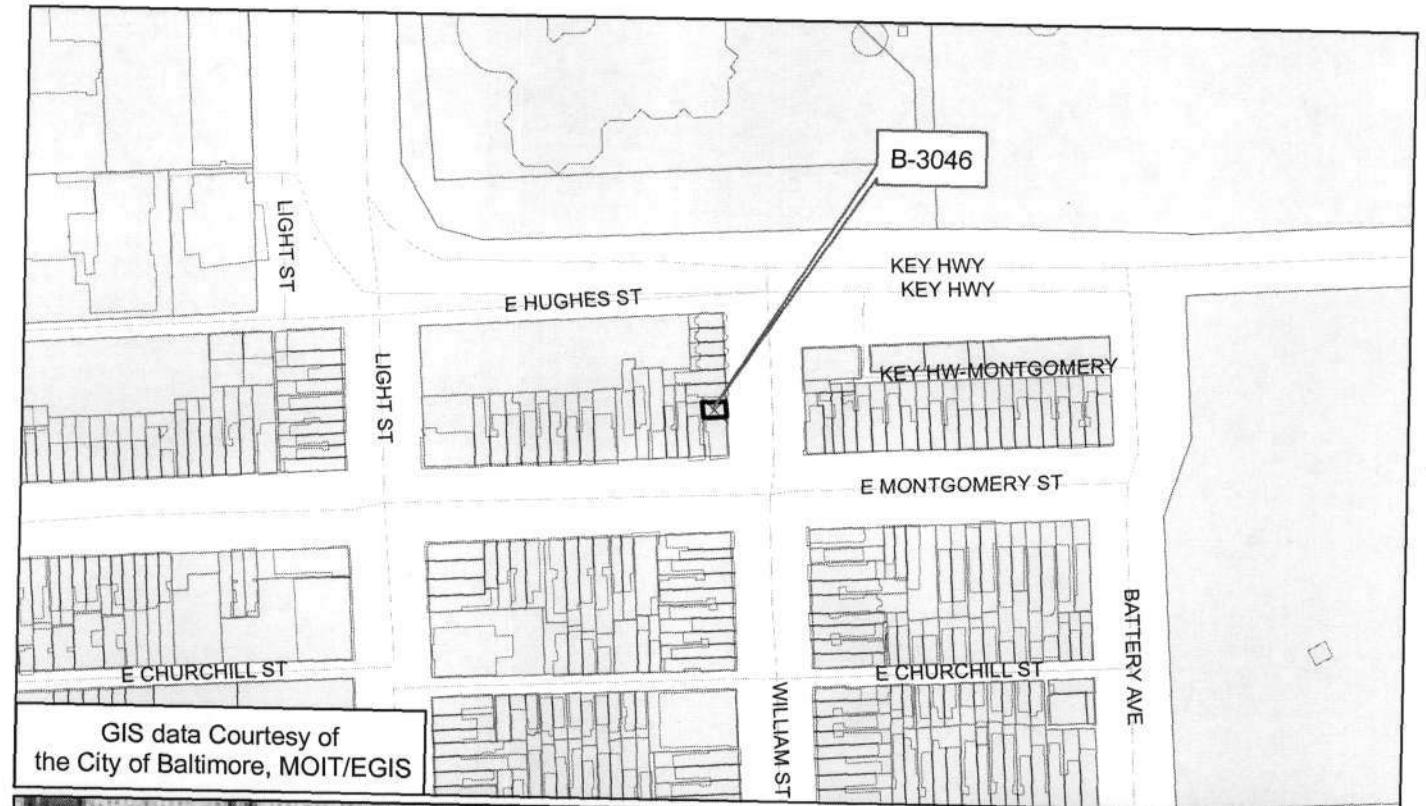 B-3046
LIGHT ST
KEY HWY
KEY HWY
E HUGHES ST
LIGHT ST
KEY HW-MONTGOMERY
E MONTGOMERY ST
BATTERY AVE
E CHURCHILL ST
E CHURCHILL ST
WILLIAM ST
GIS data Courtesy of
the City of Baltimore, MOIT/EGIS